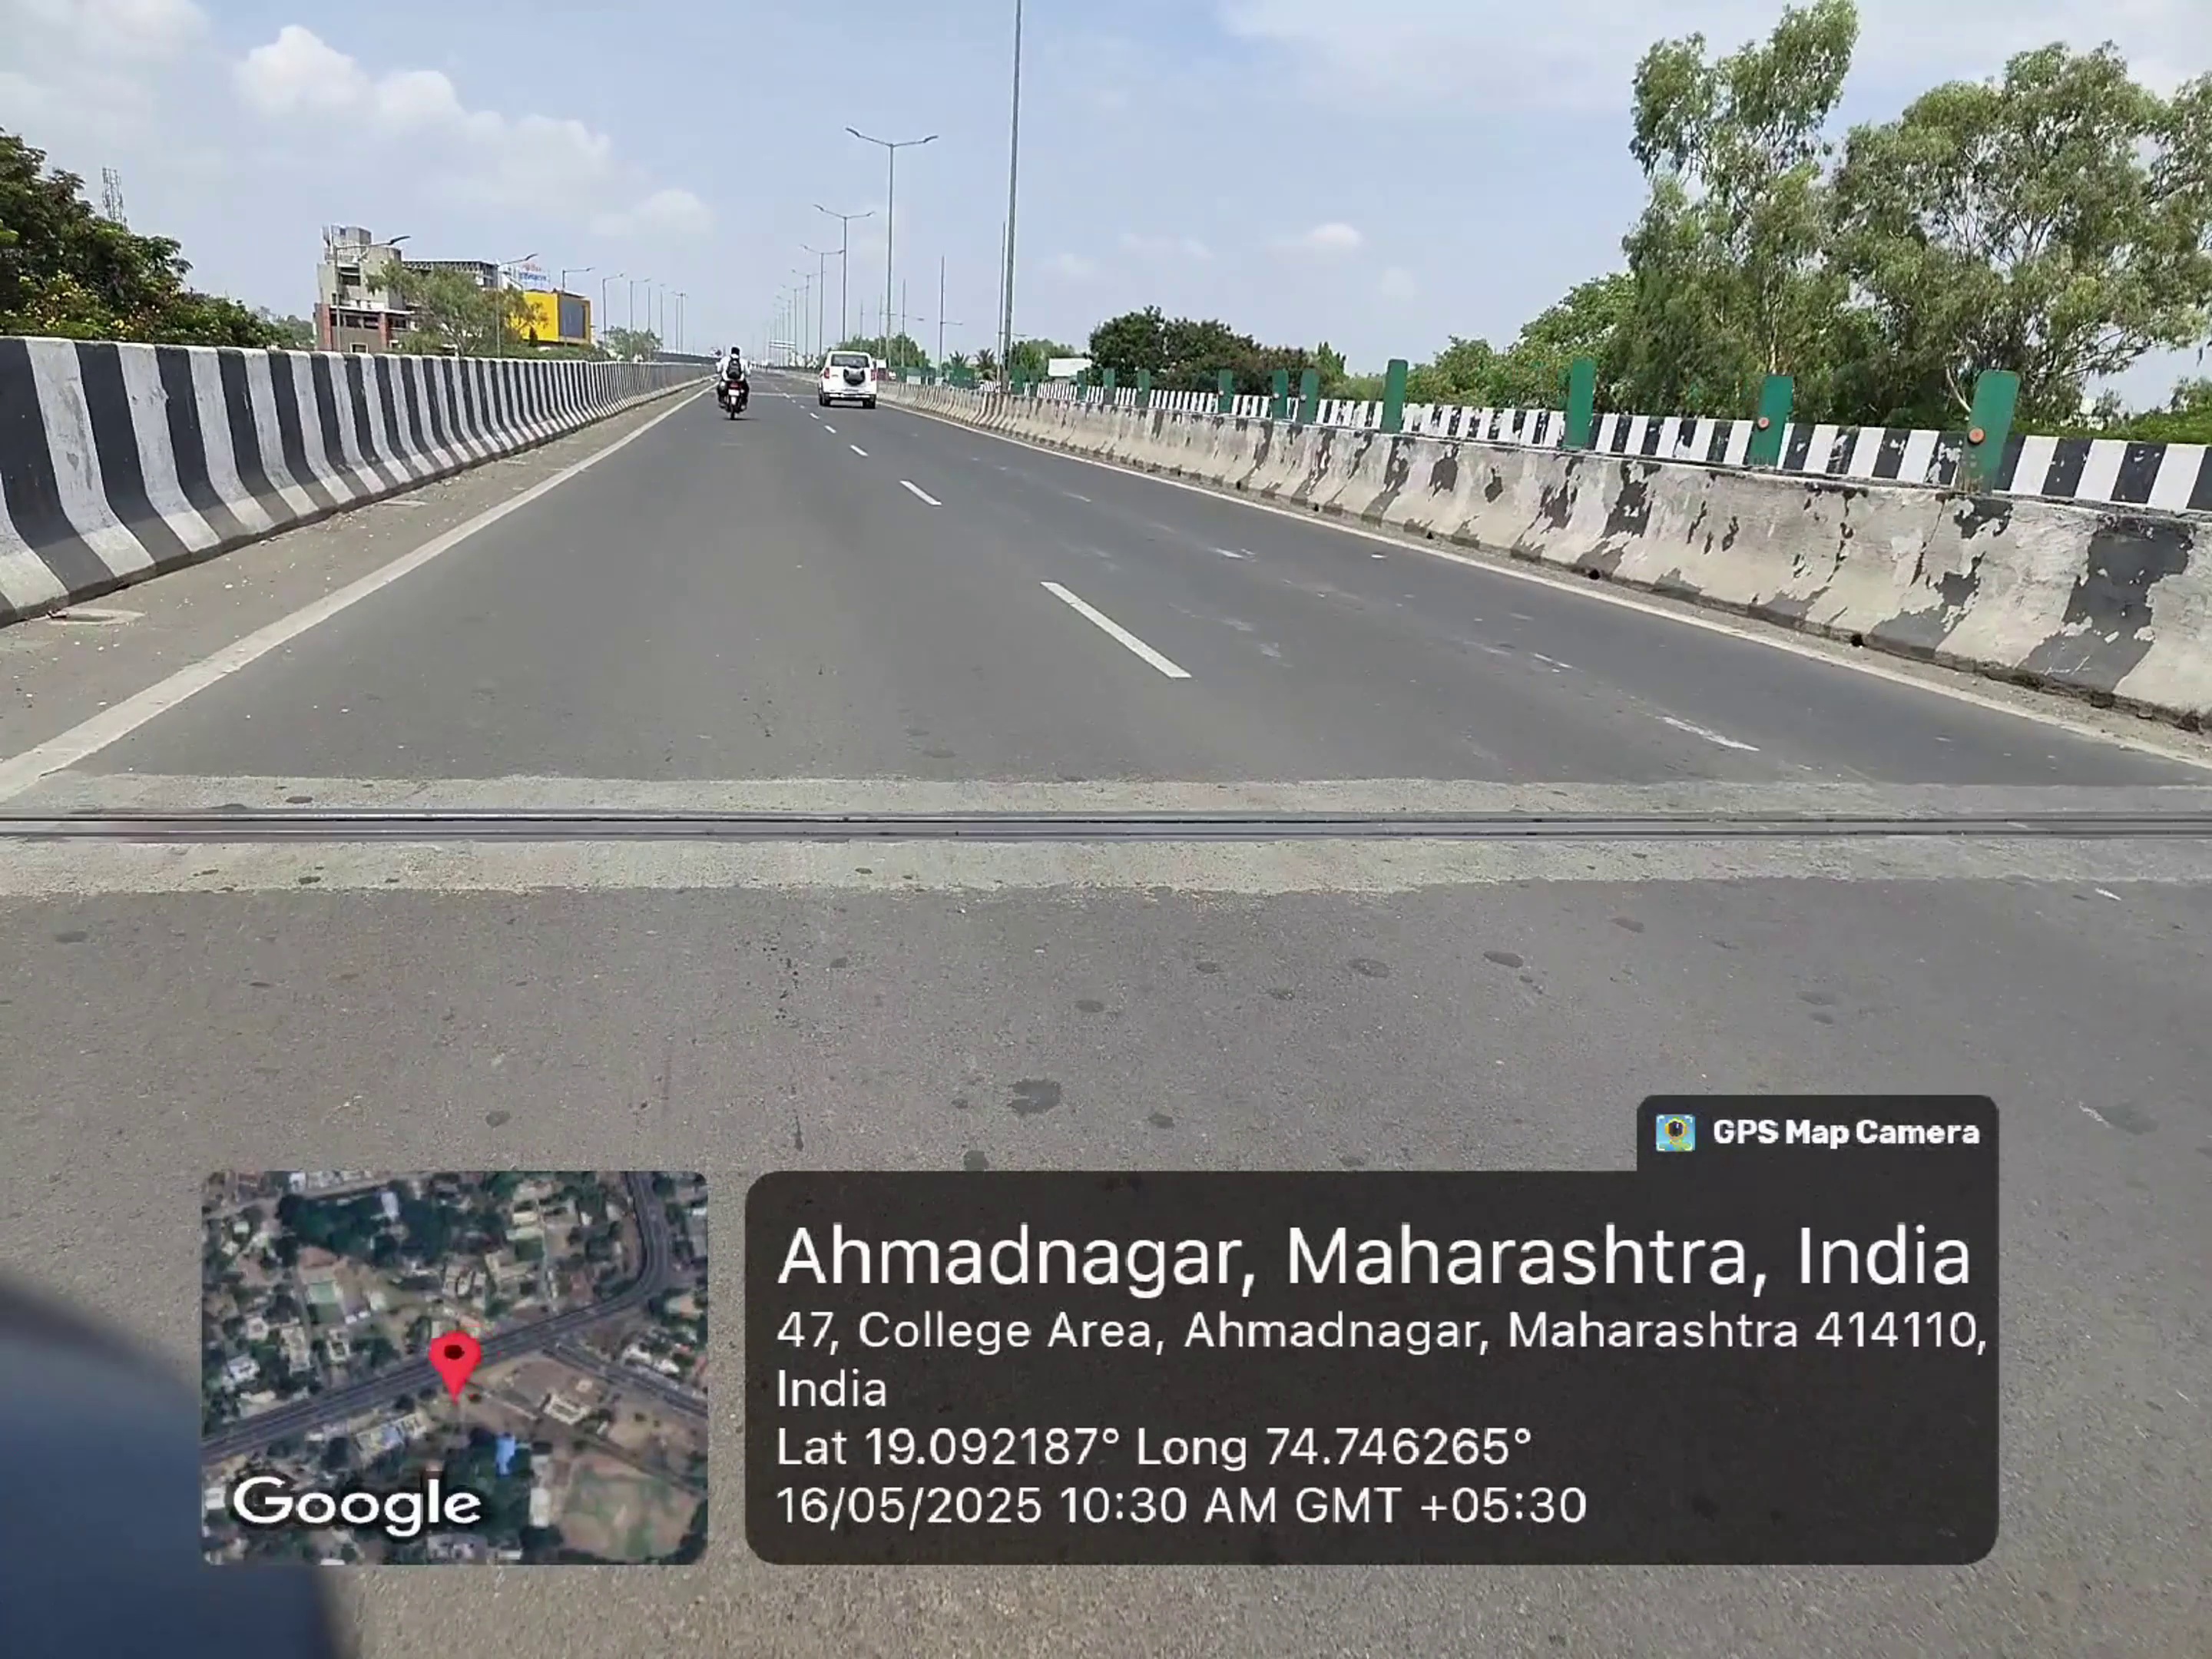 GPS Map Camera
Ahmadnagar, Maharashtra, India
47, College Area, Ahmadnagar, Maharashtra 414110,
India
Lat 19.092187° Long 74.746265°
16/05/2025 10:30 AM GMT +05:30
Google